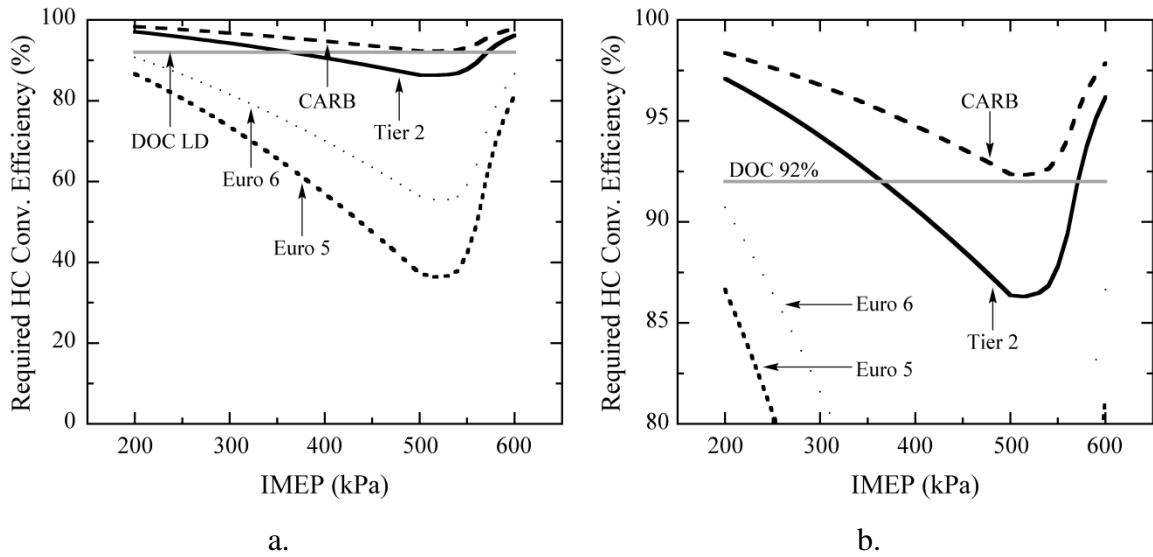 Required HC Conv. Efficiency (%)
100
80
60
40
20
0
200
300
400
500
600
IMEP (kPa)
DOC LD
CARB
Tier 2
Euro 6
Euro 5
a.
Required HC Conv. Efficiency (%)
100
95
90
85
80
200
300
400
500
600
IMEP (kPa)
CARB
DOC 92%
Euro 6
Tier 2
Euro 5
b.